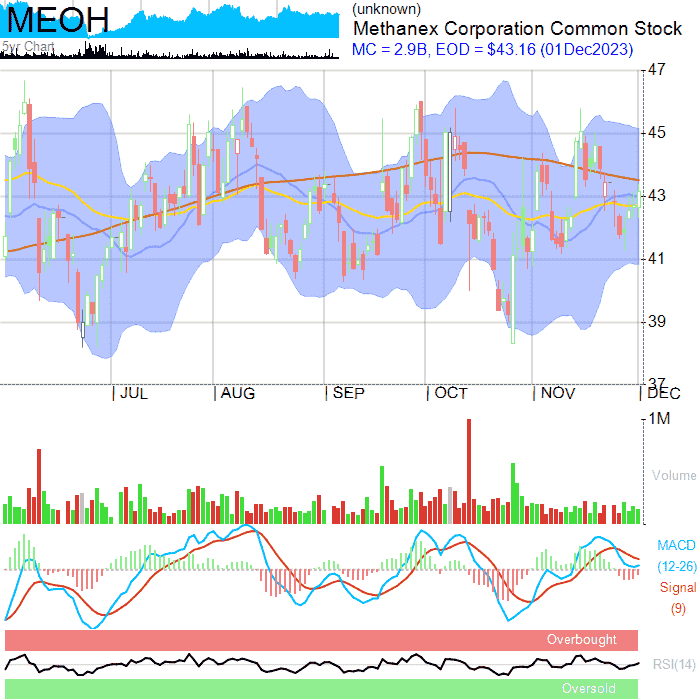 MEOH
5yr Chart
(unknown)
Methanex Corporation Common Stock
MC = 2.9B, EOD = $43.16 (01Dec2023)
47
45
43
41
39
37
JUL AUG SEP OCT NOV DEC
1M
Volume
MACD
(12-26)
Signal
(9)
Overbought
RSI(14)
Oversold